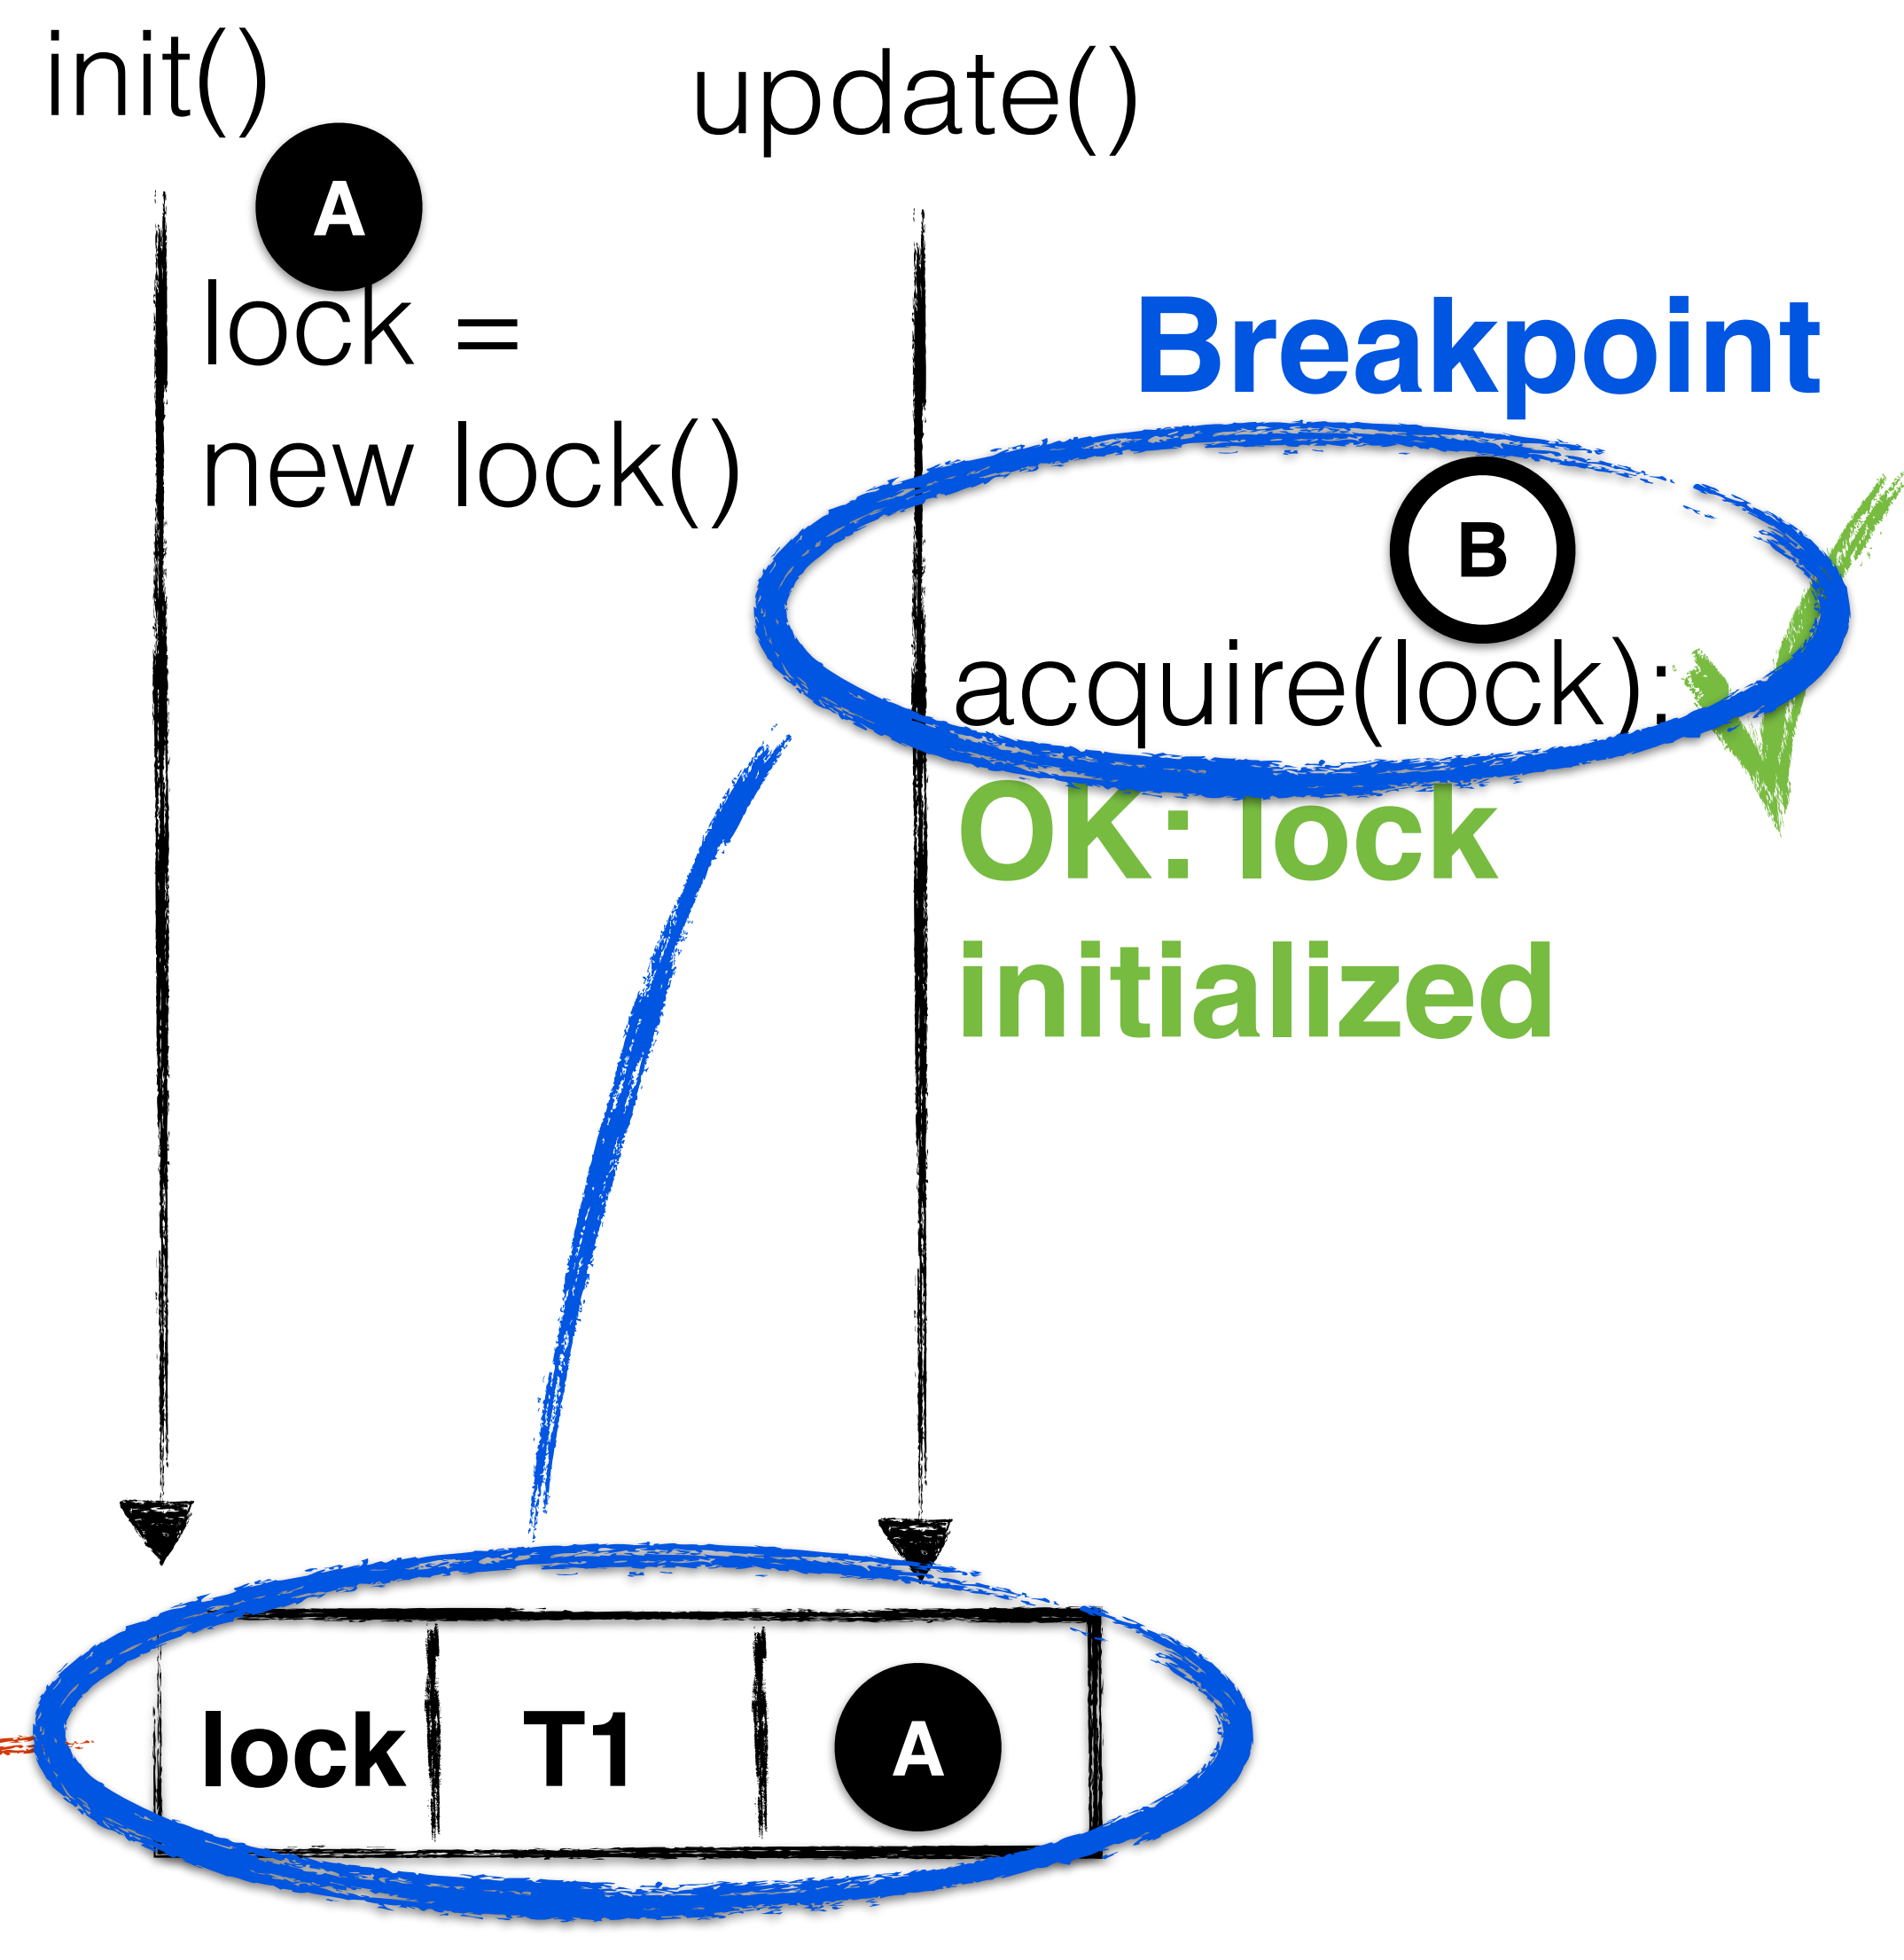 init()
update()
A
lock =
new lock()
Breakpoint
B
acquire(lock);
OK: lock
initialized
lock T1 A